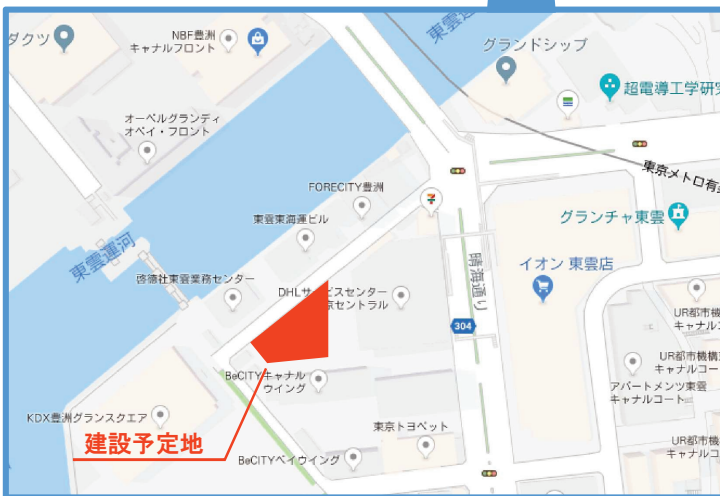 ダクツ
NBF豊洲
キャナルフロント
東雲運
グランドシップ
超電導工学研究
オーベルグランディ
オベイ・フロント
東京メトロ有
FORECITY豊洲
グランチャ東雲
東雲東海運ビル
東雲運河
晴海通り
イオン 東雲店
啓徳社東雲業務センター
DHLサービスセンター
京セントラル
304
UR都市機
キャナルコ
UR都市機構
キャナルコー
BeCITYキャナル
ウイング
アパートメンツ東雲
キャナルコート
KDX豊洲グランスクエア
東京トヨペット
建設予定地
BeCITYベイウイング
UR都市機
キャナルコ